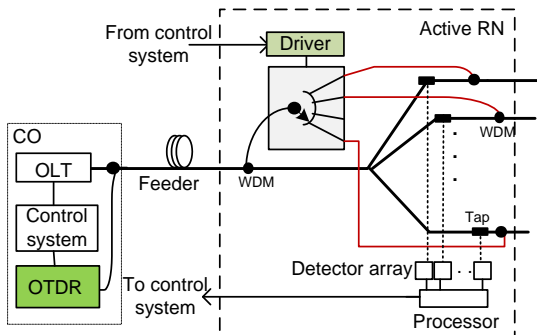 From control
system
Driver
Active RN
CO
OLT
Control
system
OTDR
Feeder
WDM
WDM
Tap
Detector array
To control
system
Processor